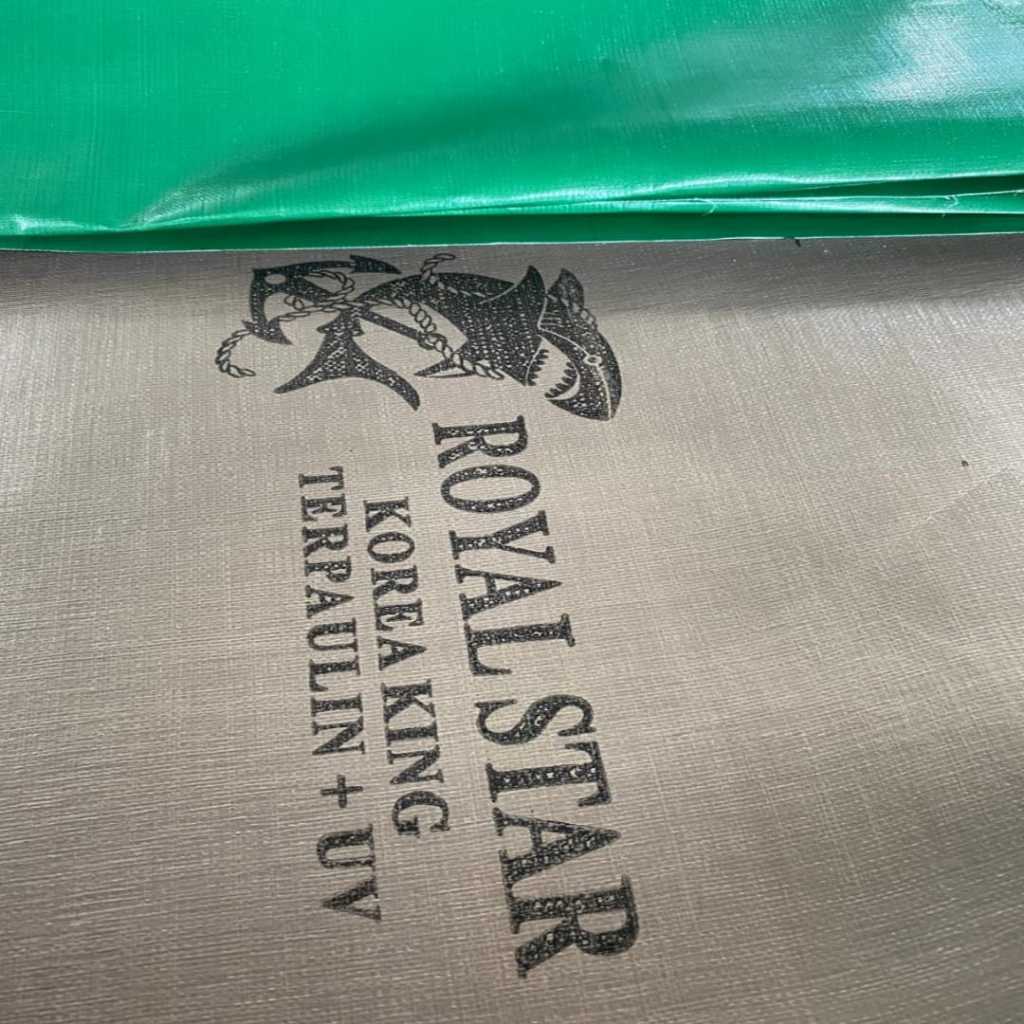 ROYAL STAR
KOREA KING
TERPAULIN + UV